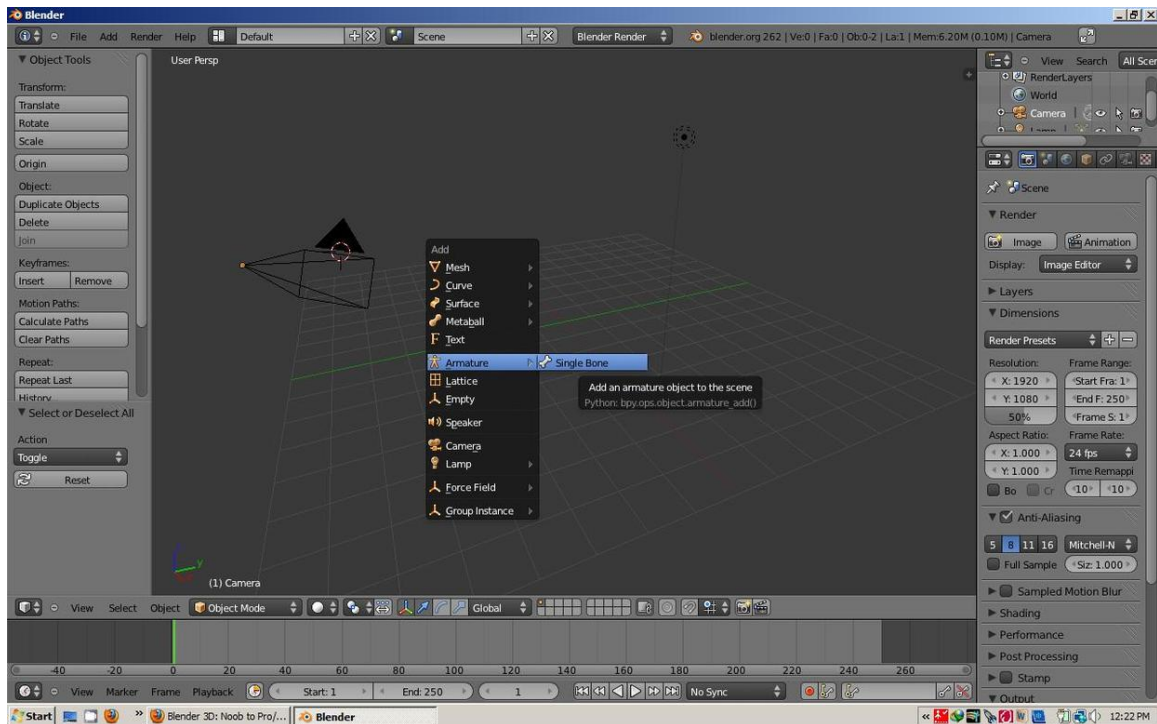 Blender
File Add Render Help Default Scene Blender Render blender.org 262 | Ve:0 | Fa:0 | Ob:0-2 | La:1 | Mem:6.20M (0.10M) | Camera
Object Tools
Transform:
Translate
Rotate
Scale
Origin
Object:
Duplicate Objects
Delete
Join
Keyframes:
Insert Remove
Motion Paths:
Calculate Paths
Clear Paths
Repeat:
Repeat Last
History
Select or Deselect All
Action
Toggle
Reset
User Persp
Add
Mesh
Curve
Surface
Metaball
Text
Armature
Single Bone
Add an armature object to the scene
Python: bpy.ops.object.armature_add()
Lattice
Empty
Speaker
Camera
Lamp
Force Field
Group Instance
y
(1) Camera
View Search All Scen
RenderLayers
World
Camera
Lamp
Scene
Render
Image Animation
Display: Image Editor
Layers
Dimensions
Render Presets
Resolution: Frame Range:
X: 1920 Start Fra: 1
Y: 1080 End F: 250
50% Frame S: 1
Aspect Ratio: Frame Rate:
X: 1.000 24 fps
Y: 1.000 Time Remappi
Bo Cr 10 10
Anti-Aliasing
5 8 11 16 Mitchell-N
Full Sample Siz: 1.000
Sampled Motion Blur
Shading
Performance
Post Processing
Stamp
Output
View Select Object Object Mode Global
-40 -20 0 20 40 60 80 100 120 140 160 180 200 220 240 260
View Marker Frame Playback Start: 1 End: 250 1 No Sync
Start Blender 3D: Noob to Pro/... Blender 12:22 PM